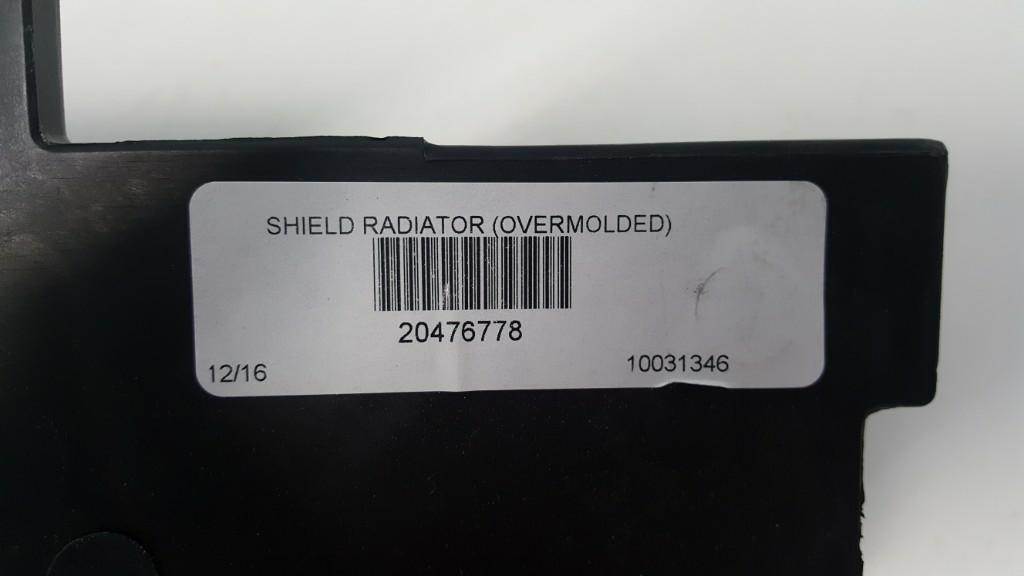 SHIELD RADIATOR (OVERMOLDED)
20476778
12/16 10031346